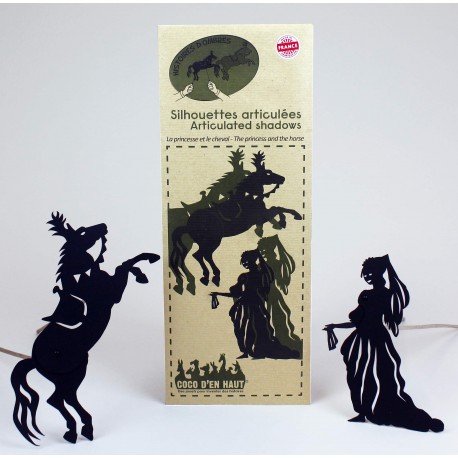 HISTOIRES D'OMBRES
FRANCE
Silhouettes articulées
Articulated shadows
La princesse et le cheval - The princess and the horse
COCO D'EN HAUT